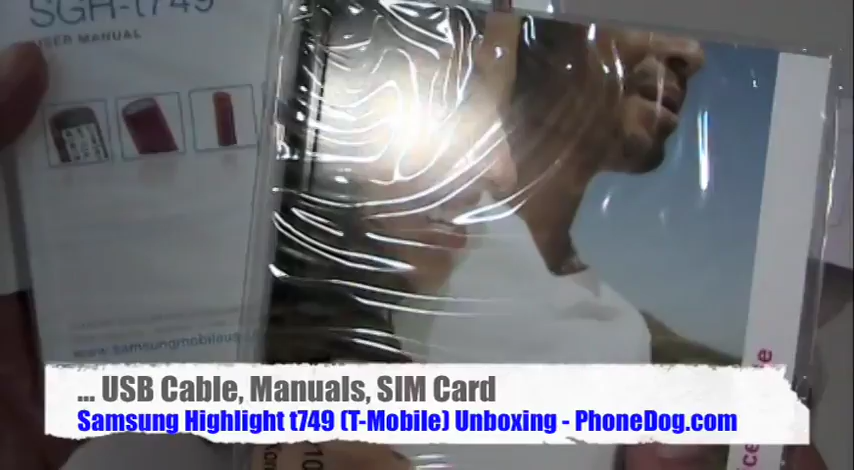 SGH-t749
USER MANUAL
www.samsungmobileus
... USB Cable, Manuals, SIM Card
Samsung Highlight t749 (T-Mobile) Unboxing - PhoneDog.com